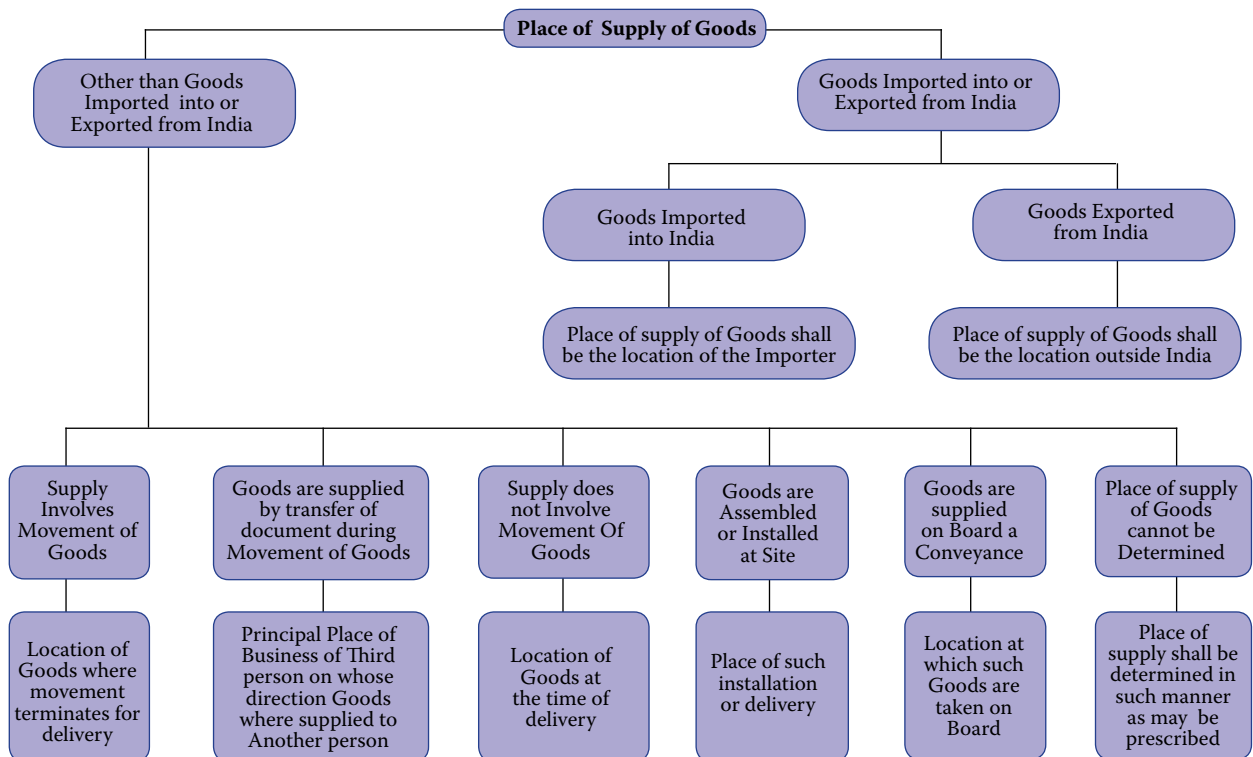 Place of Supply of Goods
Other than Goods
Imported into or
Exported from India
Goods Imported into or
Exported from India
Goods Imported
into India
Goods Exported
from India
Place of supply of Goods shall
be the location of the Importer
Place of supply of Goods shall
be the location outside India
Supply
Involves
Movement of
Goods
Goods are supplied
by transfer of
document during
Movement of Goods
Supply does
not Involve
Movement Of
Goods
Goods are
Assembled
or Installed
at Site
Goods are
supplied
on Board a
Conveyance
Place of supply
of Goods
cannot be
Determined
Location of
Goods where
movement
terminates for
delivery
Principal Place of
Business of Third
person on whose
direction Goods
where supplied to
Another person
Location of
Goods at
the time of
delivery
Place of such
installation
or delivery
Location at
which such
Goods are
taken on
Board
Place of
supply shall be
determined in
such manner
as may be
prescribed